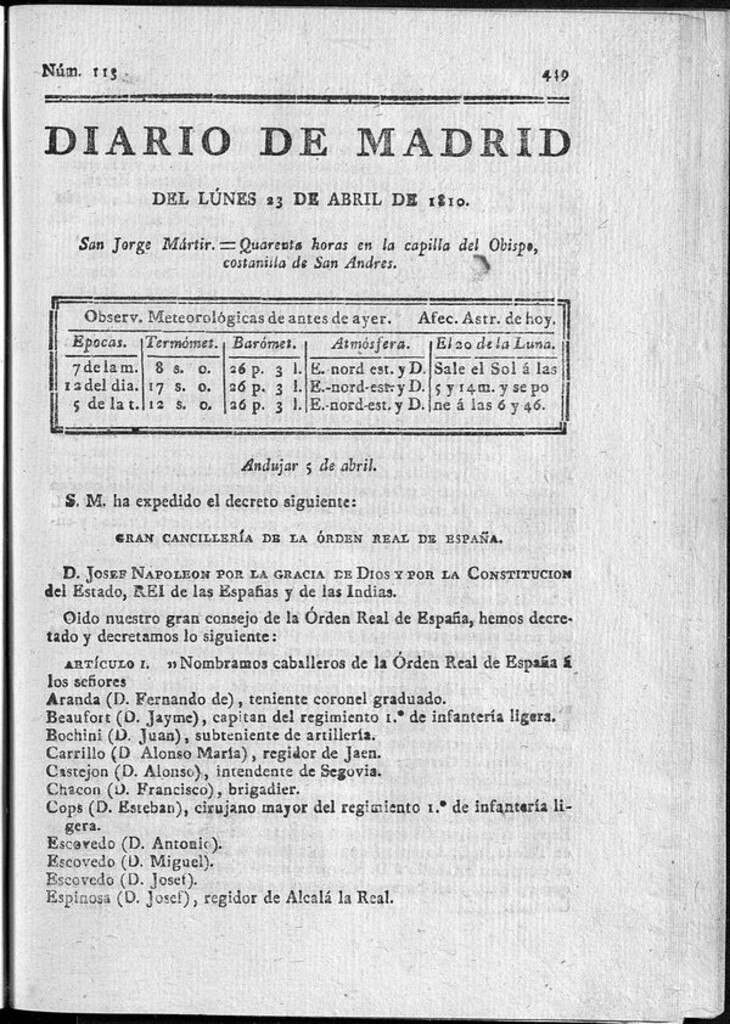 Núm. 113
449
DIARIO DE MADRID
DEL LÚNES 23 DE ABRIL DE 1810.
San Jorge Mártir. = Quarenta horas en la capilla del Obispo,
costanilla de San Andres.
Observ. Meteorológicas de antes de ayer. Afec. Astr. de hoy.
Epocas. Termómet. Barómet. Atmósfera. El 20 de la Luna.
7 de la m. 8 s. 0. 26 p. 3 l. E. nord est. y D. Sale el Sol á las
12 del dia. 17 s. 0. 26 p. 3 l. E.-nord-est. y D. 5 y 14 m. y se po
5 de la t. 12 s. 0. 26 p. 3 l. E.-nord-est. y D. ne á las 6 y 46.
Andujar 5 de abril.
S. M. ha expedido el decreto siguiente:
GRAN CANCILLERÍA DE LA ÓRDEN REAL DE ESPAÑA.
D. JOSEF NAPOLEON POR LA GRACIA DE DIOS Y POR LA CONSTITUCION
del Estado, REI de las Españas y de las Indias.
Oido nuestro gran consejo de la Órden Real de España, hemos decre-
tado y decretamos lo siguiente:
ARTÍCULO I. „Nombramos caballeros de la Órden Real de España á
los señores
Aranda (D. Fernando de), teniente coronel graduado.
Beaufort (D. Jayme), capitan del regimiento 1.º de infantería ligera.
Bochini (D. Juan), subteniente de artillería.
Carrillo (D Alonso María), regidor de Jaen.
Castejon (D. Alonso), intendente de Segovia.
Chacon (D. Francisco), brigadier.
Cops (D. Esteban), cirujano mayor del regimiento 1.º de infantería li-
gera.
Escovedo (D. Antonio).
Escovedo (D. Miguel).
Escovedo (D. Josef).
Espinosa (D. Josef), regidor de Alcalá la Real.